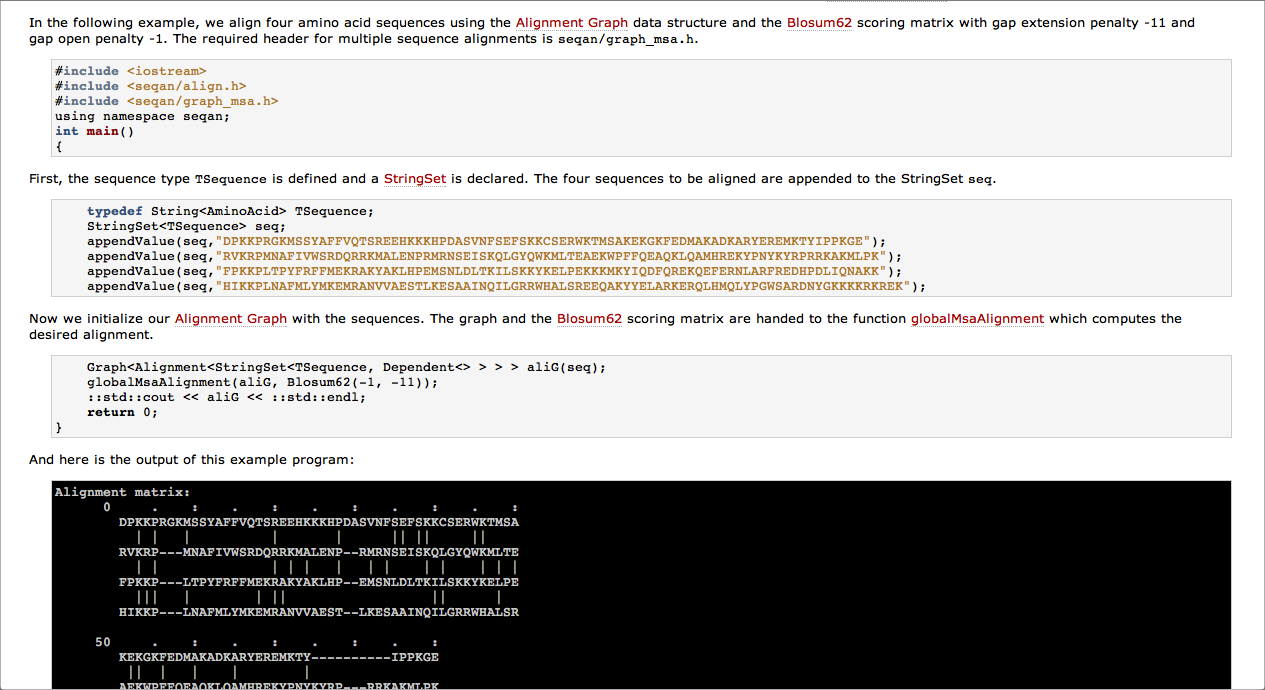 In the following example, we align four amino acid sequences using the Alignment Graph data structure and the Blosum62 scoring matrix with gap extension penalty -11 and
gap open penalty -1. The required header for multiple sequence alignments is seqan/graph_msa.h.
#include <iostream>
#include <seqan/align.h>
#include <seqan/graph_msa.h>
using namespace seqan;
int main()
{
First, the sequence type TSequence is defined and a StringSet is declared. The four sequences to be aligned are appended to the StringSet seq.
typedef String<AminoAcid> TSequence;
StringSet<TSequence> seq;
appendValue(seq,"DPKKPRGKMSSYAFFVQTSREEHKKKHPDASVNFSEFSKKCSERWKTMSAKEKGKFEDMAKADKARYEREMKTYIPPKGE");
appendValue(seq,"RVKRPMNAFIVWSRDQRRKMALENPRMRNSEISKQLGYQWKMLTEAEKWPFFQEAQKLQAMHREKYPNYKYRPRRKAKMLPK");
appendValue(seq,"FPKKPLTPYFRFFMEKRAKYAKLHPEMSNLDLTKILSKKYKELPEKKKMKYIQDFQREKQEFERNLARFREDHPDLIQNAKK");
appendValue(seq,"HIKKPLNAFMLYMKEMRANVVAESTLKESAAINQILGRRWHALSREEQAKYYELARKERQLHMQLYPGWSARDNYGKKKKRKREK");
Now we initialize our Alignment Graph with the sequences. The graph and the Blosum62 scoring matrix are handed to the function globalMsaAlignment which computes the
desired alignment.
Graph<Alignment<StringSet<TSequence, Dependent<> > > > aliG(seq);
globalMsaAlignment(aliG, Blosum62(-1, -11));
::std::cout << aliG << ::std::endl;
return 0;
}
And here is the output of this example program:
Alignment matrix:
0     .    :    .    :    .    :    .    :    .    :
DPKKPRGKMSSYAFFVQTSREEHKKKHPDASVNFSEFSKKCSERWKTMSA
  | |   |          |       |      || ||     ||
RVKRP---MNAFIVWSRDQRRKMALENP--RMRNSEISKQLGYQWKMLTE
  | |              | | |   |   | |    | |    | | |
FPKKP---LTPYFRFFMEKRAKYAKLHP--EMSNLDLTKILSKKYKELPE
  |||   |        | ||                  ||      |
HIKKP---LNAFMLYMKEMRANVVAEST--LKESAAINQILGRRWHALSR
50     .    :    .    :    .    :    .    :
KEKGKFEDMAKADKARYEREMKTY----------IPPKGE
 ||  |   |    |        |
AEKWPFFQEAQKLQAMHREKYPNYKYRP---RRKAKMLPK